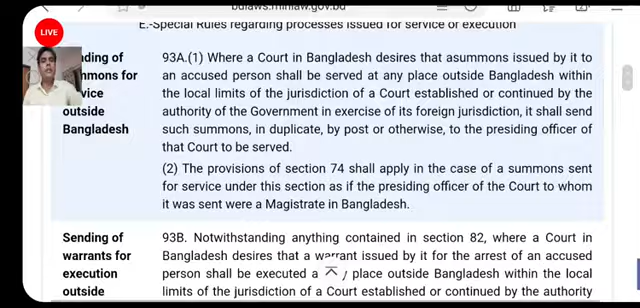 bdlaws.minlaw.gov.bd
E.-Special Rules regarding processes issued for service or execution
LIVE
nding of
mmons for
vice
outside
Bangladesh
93A.(1) Where a Court in Bangladesh desires that asummons issued by it to
an accused person shall be served at any place outside Bangladesh within
the local limits of the jurisdiction of a Court established or continued by the
authority of the Government in exercise of its foreign jurisdiction, it shall send
such summons, in duplicate, by post or otherwise, to the presiding officer of
that Court to be served.
(2) The provisions of section 74 shall apply in the case of a summons sent
for service under this section as if the presiding officer of the Court to whom
it was sent were a Magistrate in Bangladesh.
Sending of
warrants for
execution
outside
93B. Notwithstanding anything contained in section 82, where a Court in
Bangladesh desires that a warrant issued by it for the arrest of an accused
person shall be executed a / place outside Bangladesh within the local
limits of the jurisdiction of a Court established or continued by the authority